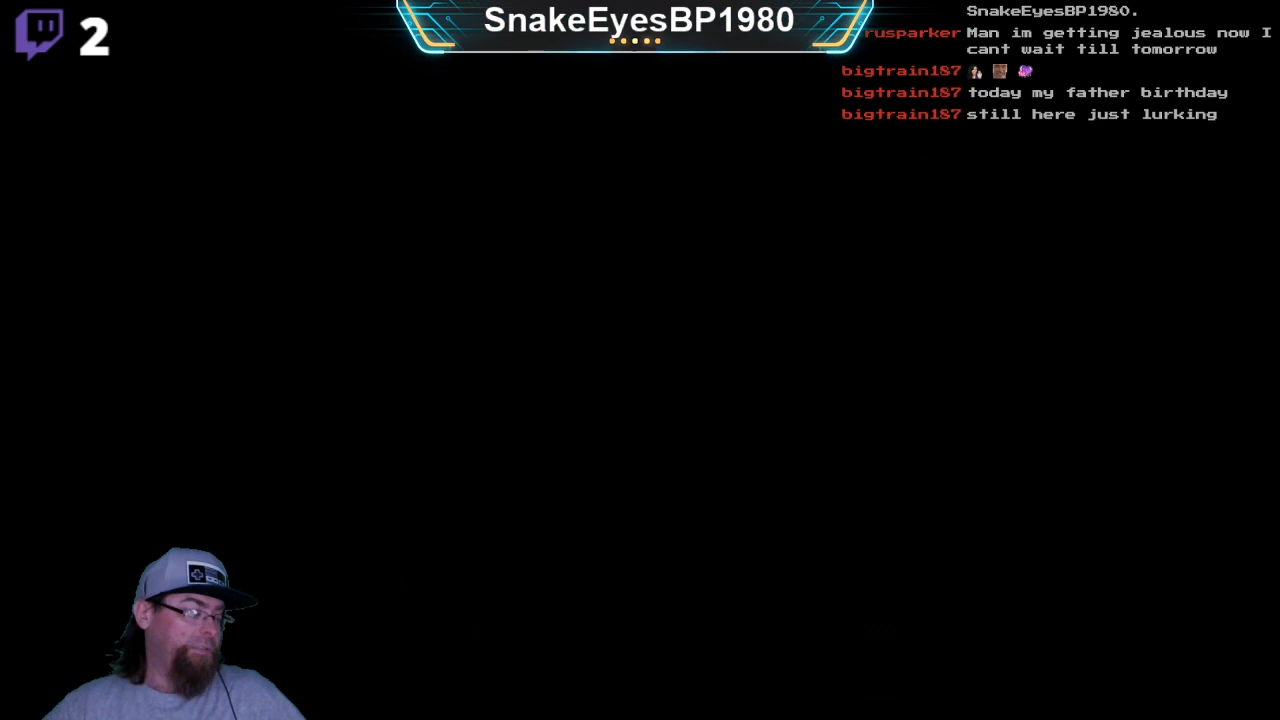 2
SnakeEyesBP1980
SnakeEyesBP1980.
rusparker Man im getting jealous now I
cant wait till tomorrow
bigtrain187
bigtrain187 today my father birthday
bigtrain187 still here just lurking